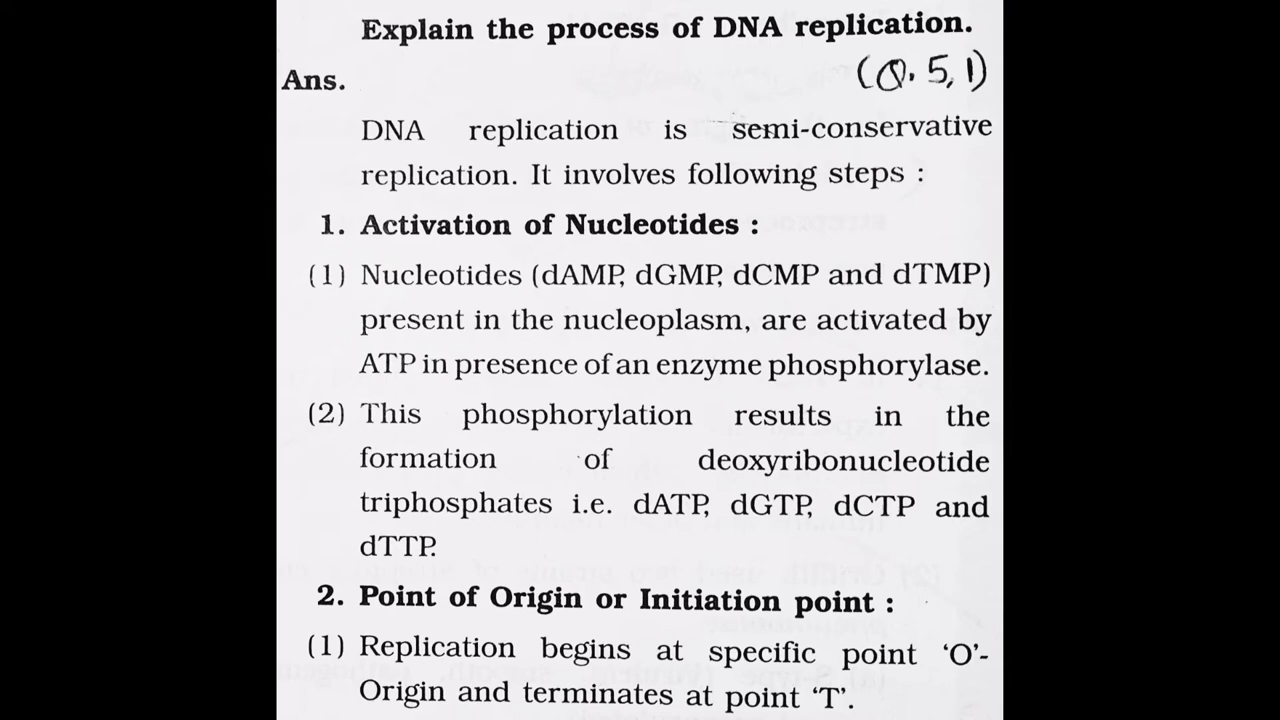 Explain the process of DNA replication.
Ans. (Q. 5, 1)
DNA replication is semi-conservative
replication. It involves following steps :
1. Activation of Nucleotides :
(1) Nucleotides (dAMP, dGMP, dCMP and dTMP)
present in the nucleoplasm, are activated by
ATP in presence of an enzyme phosphorylase.
(2) This phosphorylation results in the
formation of deoxyribonucleotide
triphosphates i.e. dATP, dGTP, dCTP and
dTTP.
2. Point of Origin or Initiation point :
(1) Replication begins at specific point ‘O’-
Origin and terminates at point ‘T’.